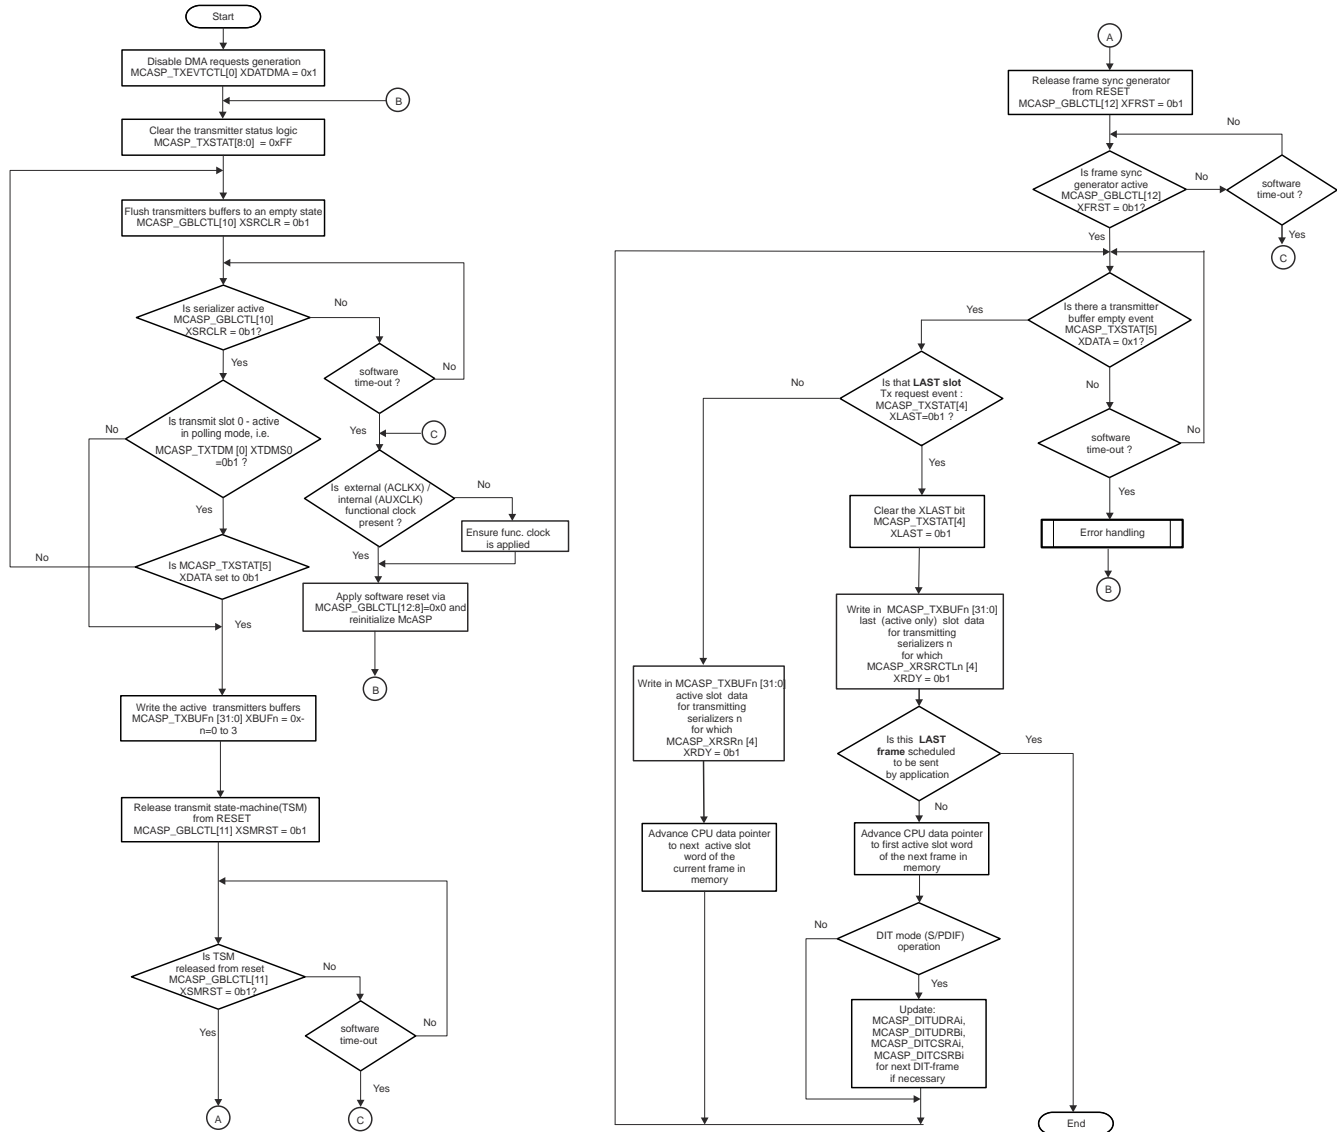 Start
Disable DMA requests generation
MCASP_TXEVTCTL[0] XDATDMA = 0x1
B
Clear the transmitter status logic
MCASP_TXSTAT[8:0] = 0xFF
Flush transmitters buffers to an empty state
MCASP_GBLCTL[10] XSRCLR = 0b1
Is serializer active
MCASP_GBLCTL[10]
XSRCLR = 0b1?
No
Yes
software
time-out ?
No
Is transmit slot 0 - active
in polling mode, i.e.
MCASP_TXTDM [0] XTDMS0
=0b1 ?
No
Yes
Yes
C
Is external (ACLKX) /
internal (AUXCLK)
functional clock
present ?
No
Ensure func. clock
is applied
Yes
Is MCASP_TXSTAT[5]
XDATA set to 0b1
No
Yes
Apply software reset via
MCASP_GBLCTL[12:8]=0x0 and
reinitialize McASP
B
Write the active transmitters buffers
MCASP_TXBUFn [31:0] XBUFn = 0x-
n=0 to 3
Release transmit state-machine(TSM)
from RESET
MCASP_GBLCTL[11] XSMRST = 0b1
Is TSM
released from reset
MCASP_GBLCTL[11]
XSMRST = 0b1?
No
Yes
software
time-out
No
Yes
A
C
A
Release frame sync generator
from RESET
MCASP_GBLCTL[12] XFRST = 0b1
No
Is frame sync
generator active
MCASP_GBLCTL[12]
XFRST = 0b1?
No
software
time-out ?
Yes
Yes
C
Is there a transmitter
buffer empty event
MCASP_TXSTAT[5]
XDATA = 0x1?
Yes
No
software
time-out ?
No
Yes
Error handling
B
Is that LAST slot
Tx request event :
MCASP_TXSTAT[4]
XLAST=0b1 ?
No
Yes
Clear the XLAST bit
MCASP_TXSTAT[4]
XLAST = 0b1
Write in MCASP_TXBUFn [31:0]
last (active only) slot data
for transmitting
serializers n
for which
MCASP_XRSRCTLn [4]
XRDY = 0b1
Write in MCASP_TXBUFn [31:0]
active slot data
for transmitting
serializers n
for which
MCASP_XRSRn [4]
XRDY = 0b1
Is this LAST
frame scheduled
to be sent
by application
Yes
No
Advance CPU data pointer
to next active slot
word of the
current frame in
memory
Advance CPU data pointer
to first active slot word
of the next frame in
memory
DIT mode (S/PDIF)
operation
No
Yes
Update:
MCASP_DITUDRAi,
MCASP_DITUDRBi,
MCASP_DITCSRAi,
MCASP_DITCSRBi
for next DIT-frame
if necessary
End